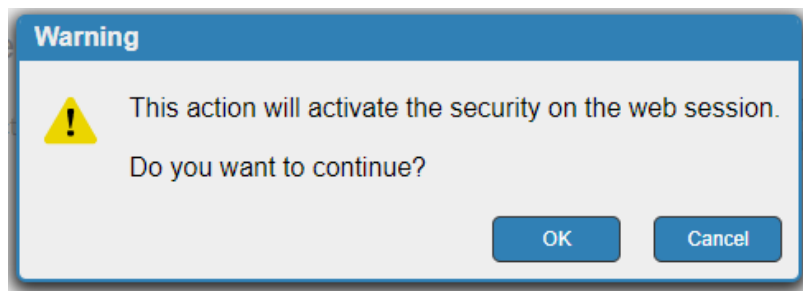 Warning
This action will activate the security on the web session.
Do you want to continue?
OK
Cancel